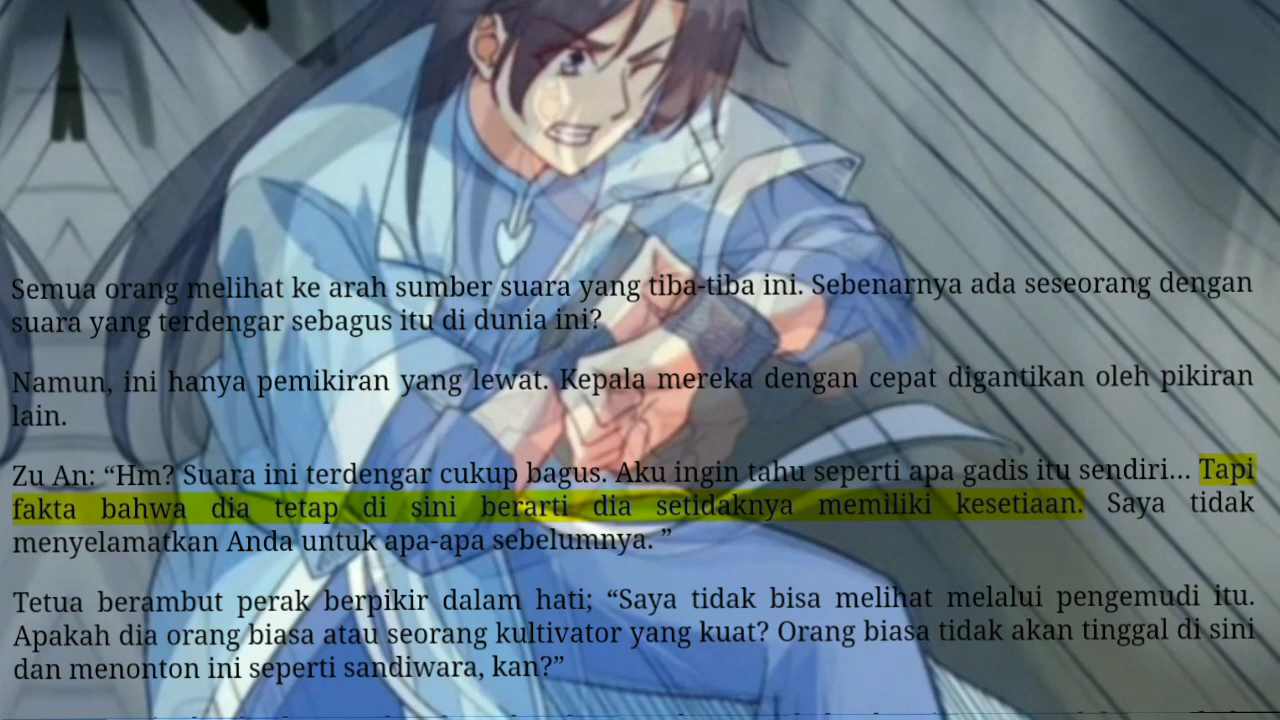 Semua orang melihat ke arah sumber suara yang tiba-tiba ini. Sebenarnya ada seseorang dengan
suara yang terdengar sebagus itu di dunia ini?
Namun, ini hanya pemikiran yang lewat. Kepala mereka dengan cepat digantikan oleh pikiran
lain.
Zu An: “Hm? Suara ini terdengar cukup bagus. Aku ingin tahu seperti apa gadis itu sendiri… Tapi
fakta bahwa dia tetap di sini berarti dia setidaknya memiliki kesetiaan. Saya tidak
menyelamatkan Anda untuk apa-apa sebelumnya. ”
Tetua berambut perak berpikir dalam hati; “Saya tidak bisa melihat melalui pengemudi itu.
Apakah dia orang biasa atau seorang kultivator yang kuat? Orang biasa tidak akan tinggal di sini
dan menonton ini seperti sandiwara, kan?”